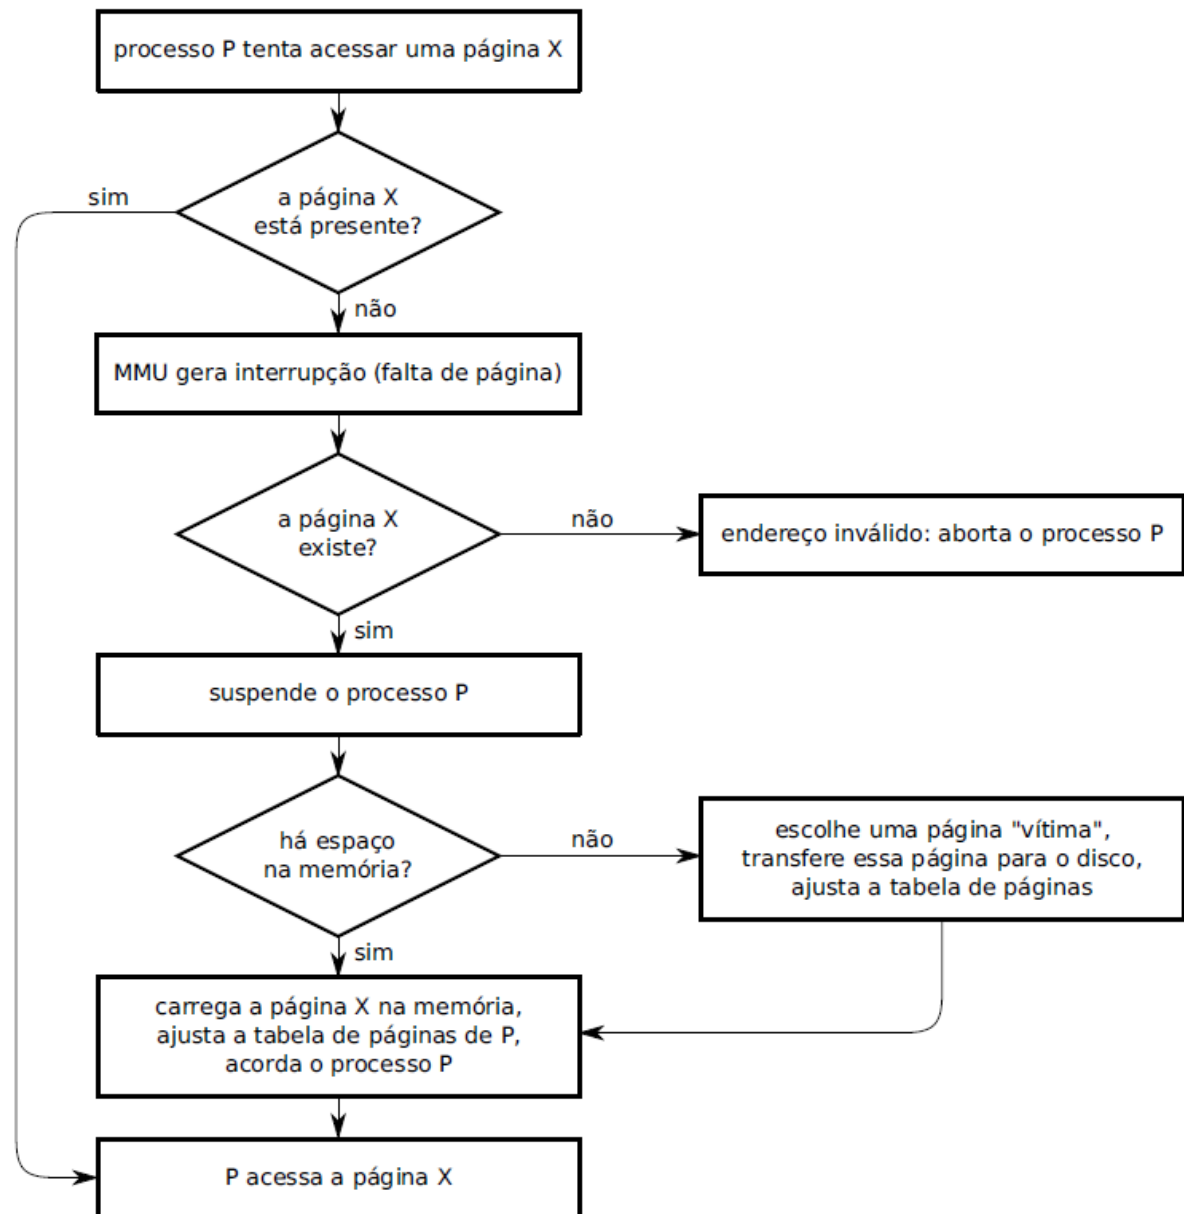 processo P tenta acessar uma página X
a página X
está presente?
sim
não
MMU gera interrupção (falta de página)
a página X
existe?
não
endereço inválido: aborta o processo P
sim
suspende o processo P
há espaço
na memória?
não
escolhe uma página "vítima",
transfere essa página para o disco,
ajusta a tabela de páginas
sim
carrega a página X na memória,
ajusta a tabela de páginas de P,
acorda o processo P
P acessa a página X